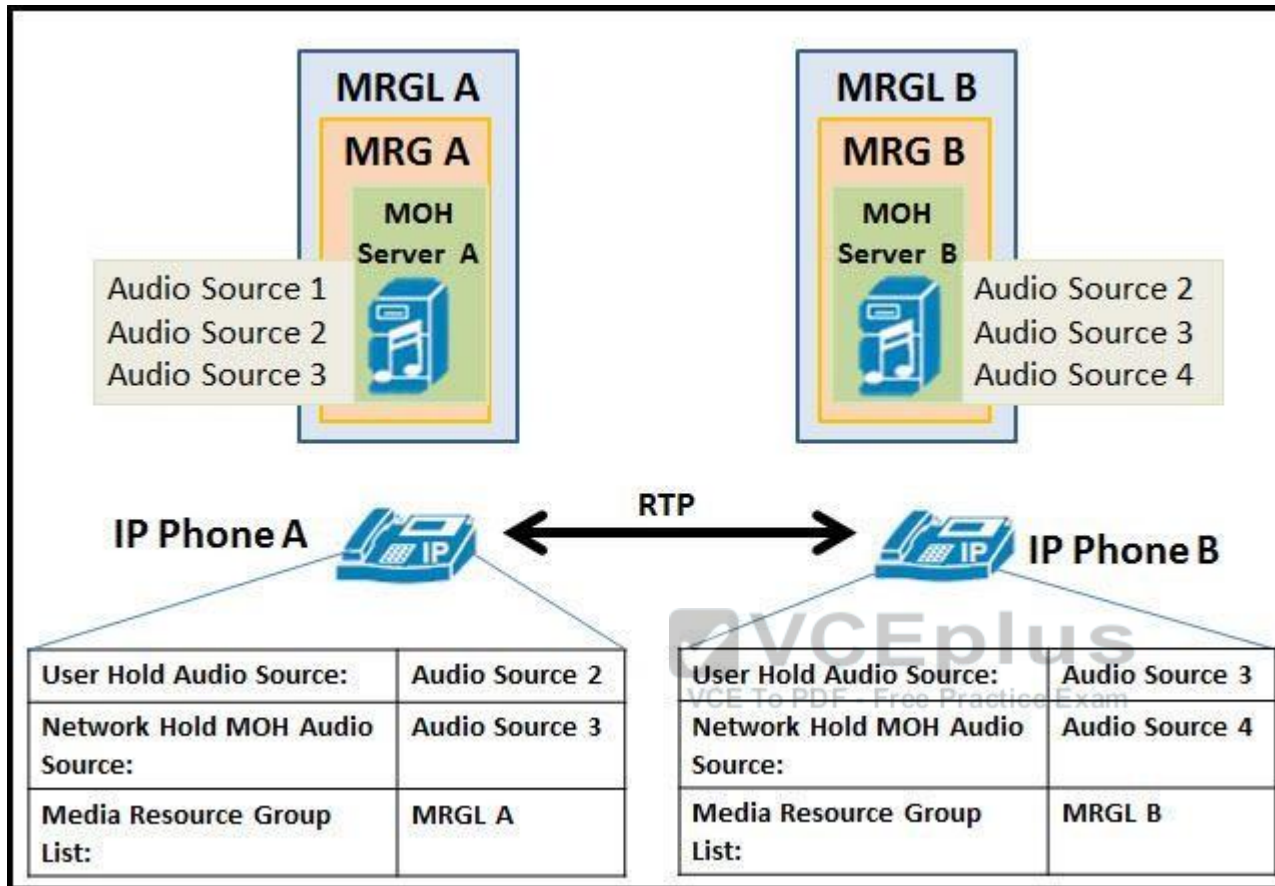 MRGL A
MRG A
MOH
Server A
Audio Source 1
Audio Source 2
Audio Source 3
MRGL B
MRG B
MOH
Server B
Audio Source 2
Audio Source 3
Audio Source 4
RTP
IP Phone A
IP
IP
IP Phone B
User Hold Audio Source: Audio Source 2
Network Hold MOH Audio Audio Source 3
Source:
Media Resource Group MRGL A
List:
VCEplus
VCE To PDF - Free Practice Exam
User Hold Audio Source: Audio Source 3
Network Hold MOH Audio Audio Source 4
Source:
Media Resource Group MRGL B
List: